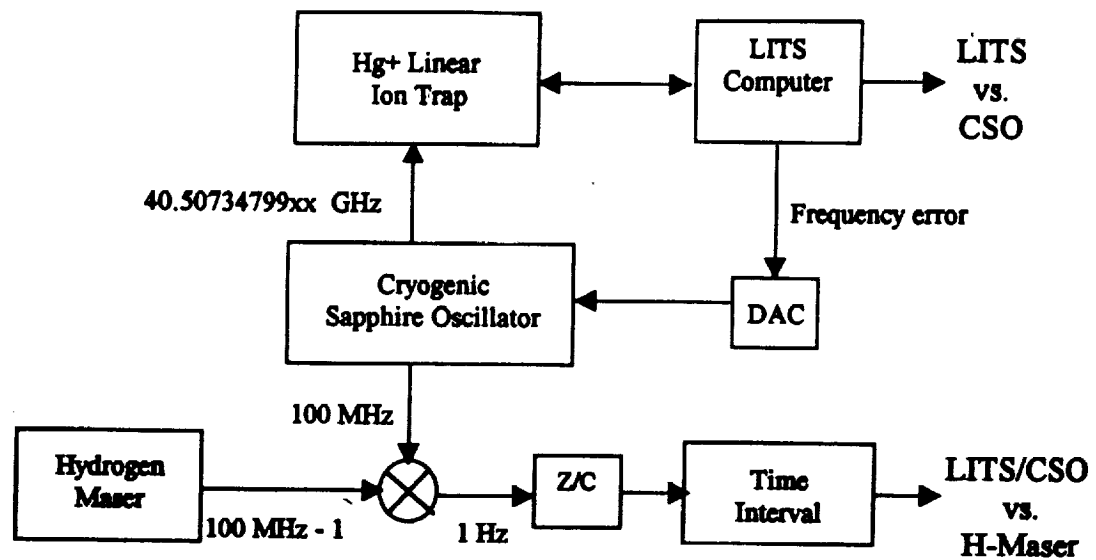 Hg+ Linear
Ion Trap
LITS
Computer
LITS
vs.
CSO
40.50734799xx GHz
Frequency error
Cryogenic
Sapphire Oscillator
DAC
100 MHz
Hydrogen
Maser
100 MHz - 1
1 Hz
Z/C
Time
Interval
LITS/CSO
vs.
H-Maser